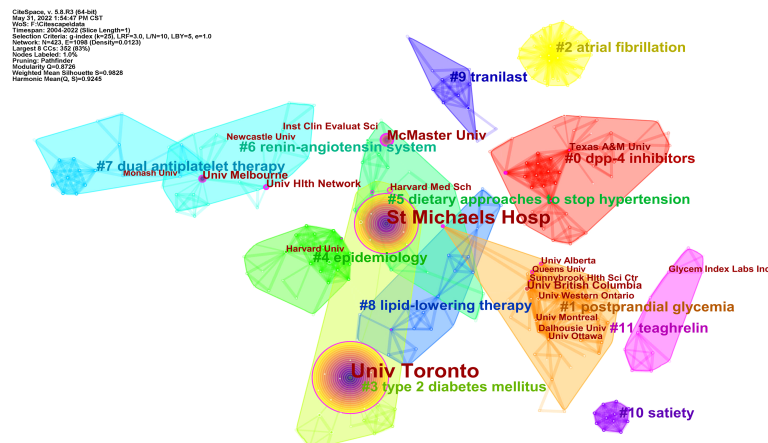 CiteSpace, v. 5.8.R3 (64-bit)
May 31, 2022 1:54:47 PM CST
WoS: F:\Citescape\data
Timespan: 2004-2022 (Slice Length=1)
Selection Criteria: g-index (k=25), LRF=3.0, L/N=10, LBY=5, e=1.0
Network: N=423, E=1098 (Density=0.0123)
Largest 8 CCs: 352 (83%)
Nodes Labeled: 1.0%
Pruning: Pathfinder
Modularity Q=0.8726
Weighted Mean Silhouette S=0.9828
Harmonic Mean(Q, S)=0.9245
#2 atrial fibrillation
#9 tranilast
Inst Clin Evaluat Sci
McMaster Univ
Newcastle Univ
#6 renin-angiotensin system
Texas A&M Univ
#0 dpp-4 inhibitors
#7 dual antiplatelet therapy
Monash Univ
Univ Melbourne
Univ Hlth Network
Harvard Med Sch
#5 dietary approaches to stop hypertension
St Michaels Hosp
Harvard Univ
#4 epidemiology
Univ Alberta
Queens Univ
Sunnybrook Hlth Sci Ctr
Univ British Columbia
Glycem Index Labs Inc
Univ Western Ontario
#8 lipid-lowering therapy
#1 postprandial glycemia
Univ Montreal
Dalhousie Univ
#11 teaghrelin
Univ Ottawa
Univ Toronto
#3 type 2 diabetes mellitus
#10 satiety